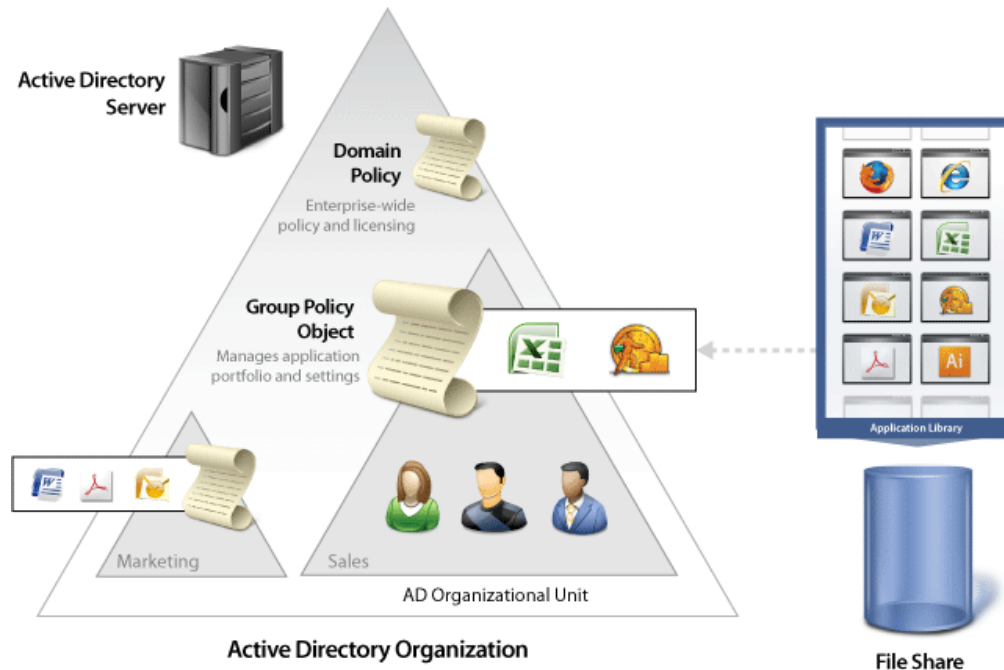 Active Directory
Server
Domain
Policy
Enterprise-wide
policy and licensing
Group Policy
Object
Manages application
portfolio and settings
Marketing
Sales
AD Organizational Unit
Active Directory Organization
Ai
Application Library
File Share